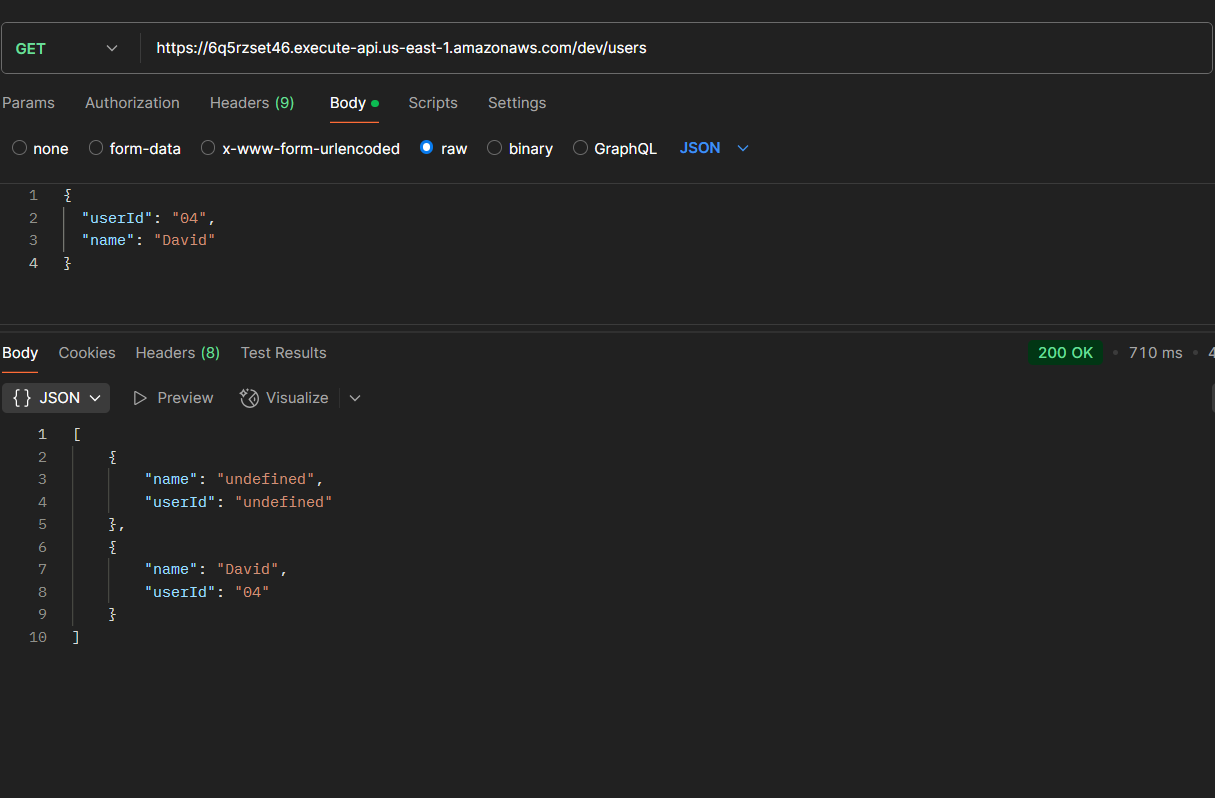 GET https://6q5rzset46.execute-api.us-east-1.amazonaws.com/dev/users
Params Authorization Headers (9) Body Scripts Settings
none form-data x-www-form-urlencoded raw binary GraphQL JSON
1 {
2 "userId": "04",
3 "name": "David"
4 }
Body Cookies Headers (8) Test Results 200 OK • 710 ms • 4
{} JSON Preview Visualize
1 [
2 {
3 "name": "undefined",
4 "userId": "undefined"
5 },
6 {
7 "name": "David",
8 "userId": "04"
9 }
10 ]